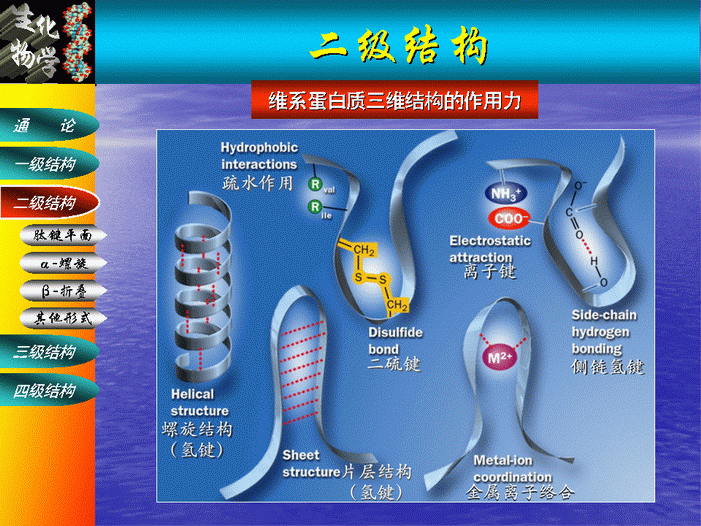 生化
物学
二级结构
维系蛋白质三维结构的作用力
通 论
一级结构
二级结构
肽键平面
α-螺旋
β-折叠
其他形式
三级结构
四级结构
Hydrophobic
interactions
疏水作用
R val
R ile
CH₂
S S
CH₂
Disulfide
bond
二硫键
NH₃⁺
COO⁻
Electrostatic
attraction
离子键
O⁻
C
O
H
O
Side-chain
hydrogen
bonding
侧链氢键
Helical
structure
螺旋结构
（氢键）
Sheet
structure片层结构
（氢键）
M²⁺
Metal-ion
coordination
金属离子络合